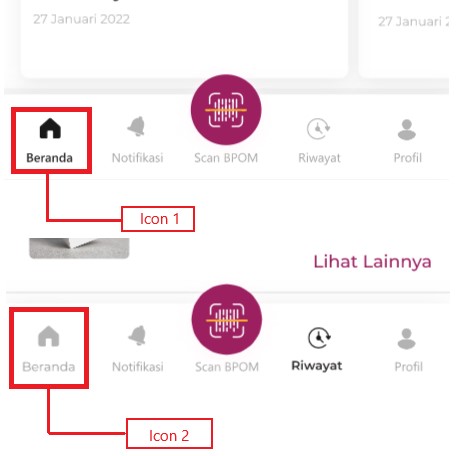 27 Januari 2022
27 Januari 2
Beranda Notifikasi Scan BPOM Riwayat Profil
Icon 1
Lihat Lainnya
Beranda Notifikasi Scan BPOM Riwayat Profil
Icon 2